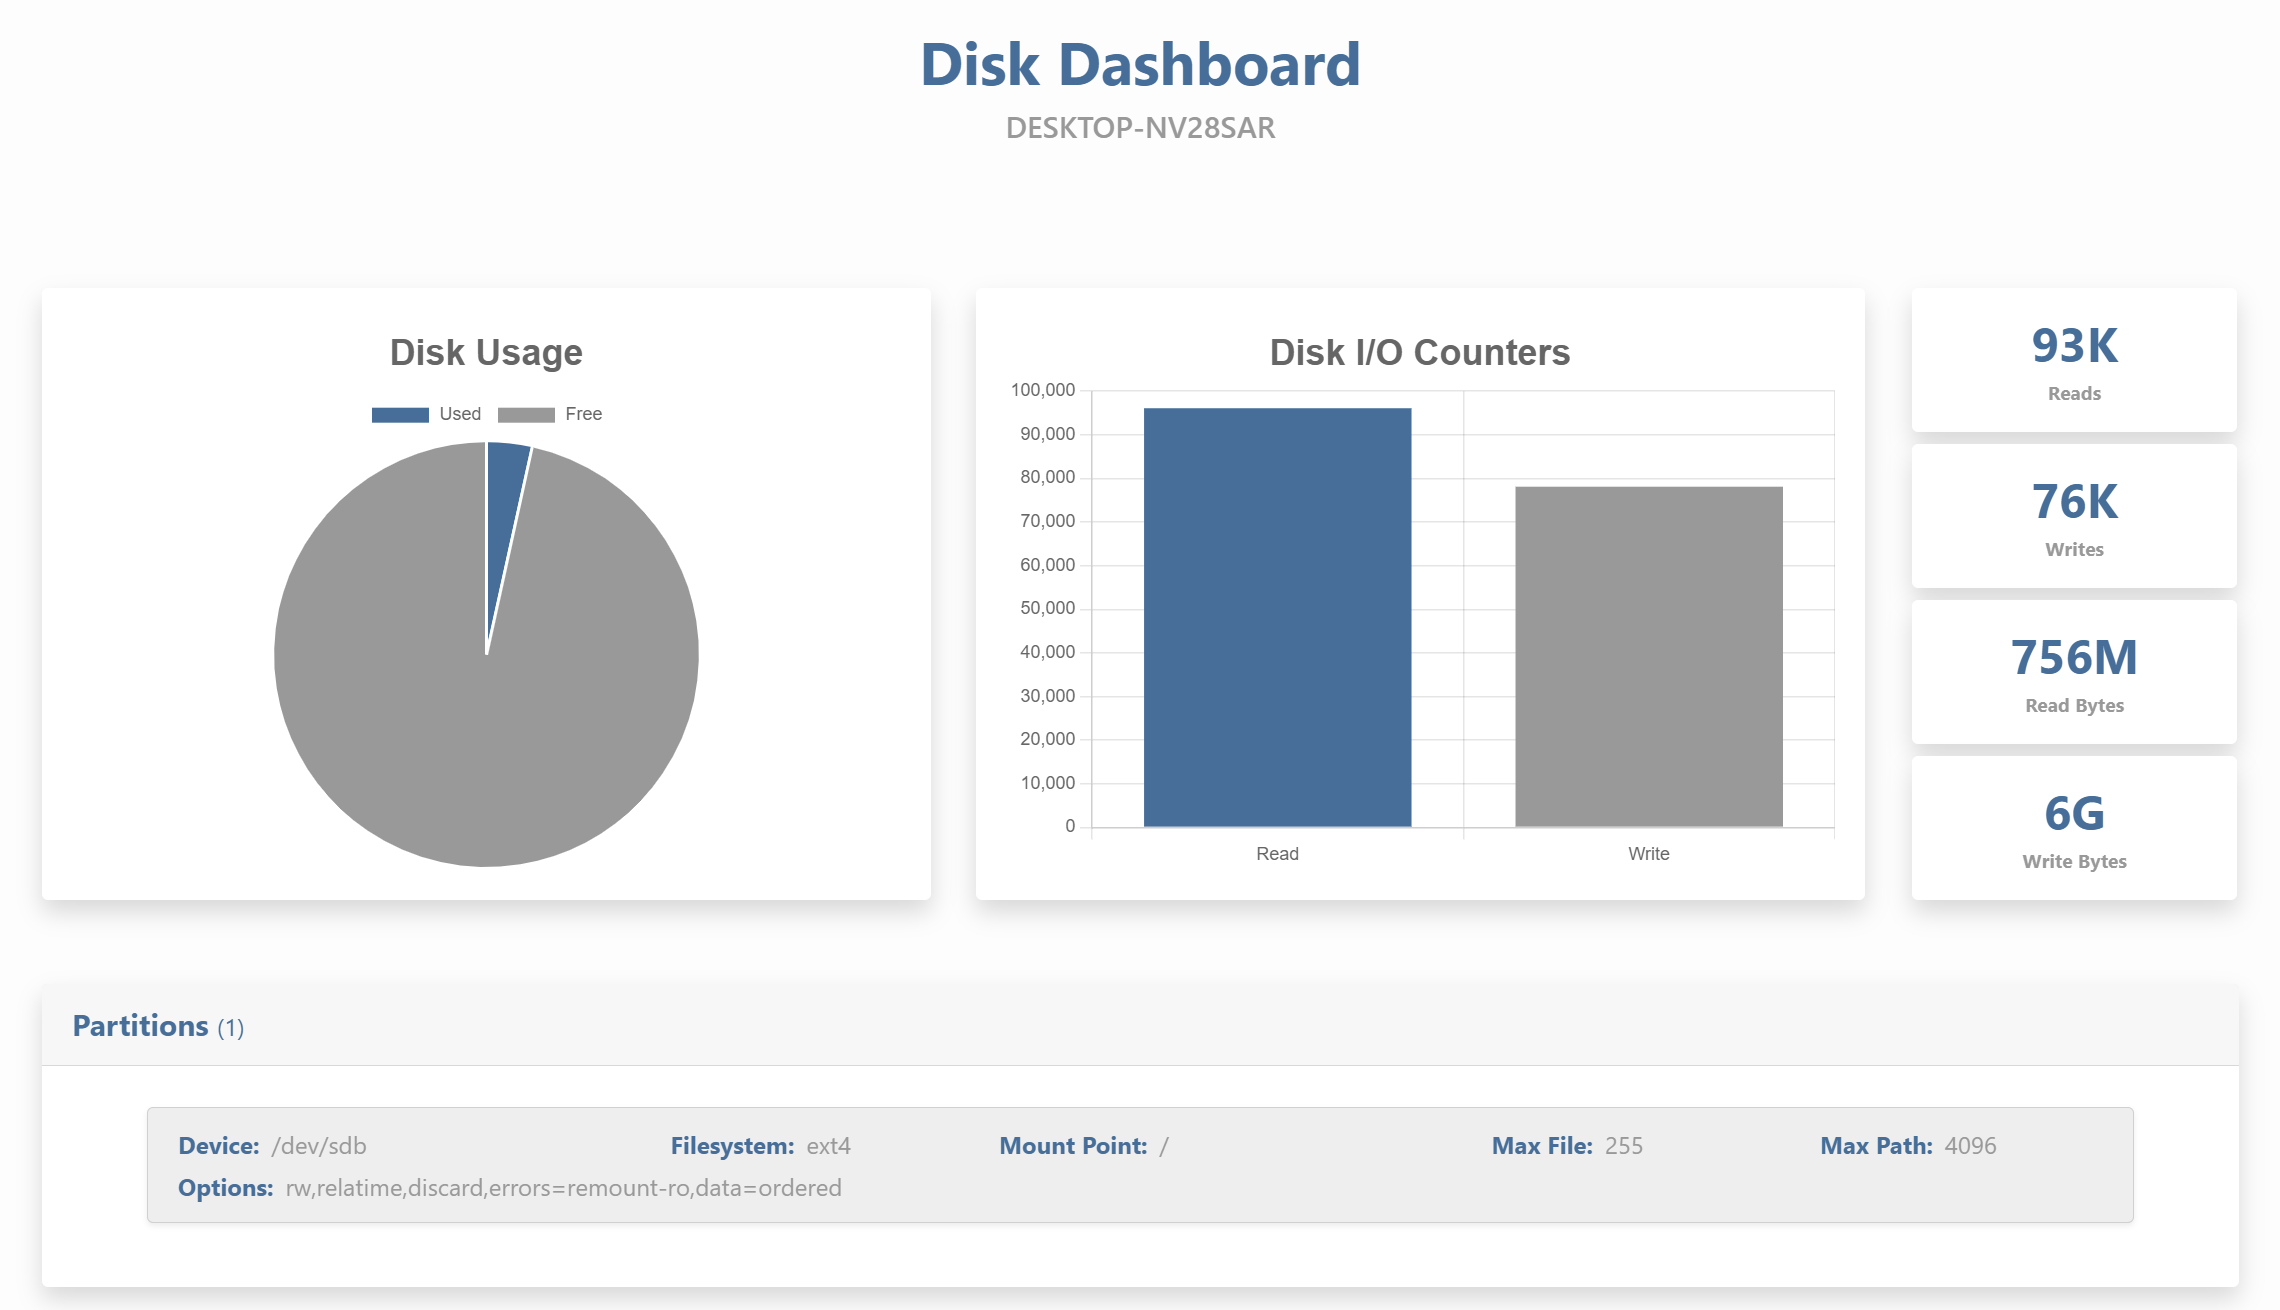 Disk Dashboard
DESKTOP-NV28SAR
Disk Usage
Used Free
Disk I/O Counters
100,000
90,000
80,000
70,000
60,000
50,000
40,000
30,000
20,000
10,000
0
Read Write
93K
Reads
76K
Writes
756M
Read Bytes
6G
Write Bytes
Partitions (1)
Device: /dev/sdb Filesystem: ext4 Mount Point: / Max File: 255 Max Path: 4096
Options: rw,relatime,discard,errors=remount-ro,data=ordered